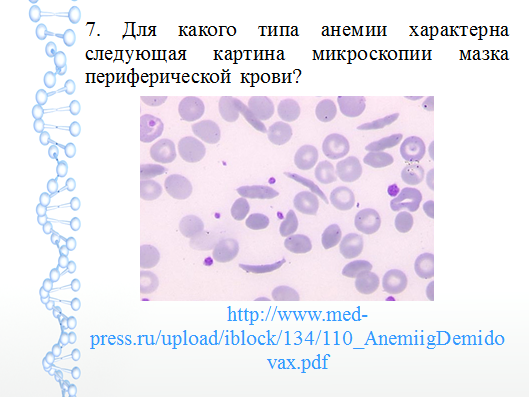 7. Для какого типа анемии характерна
следующая картина микроскопии мазка
периферической крови?
http://www.med-
press.ru/upload/iblock/134/110_AnemiigDemido
vax.pdf